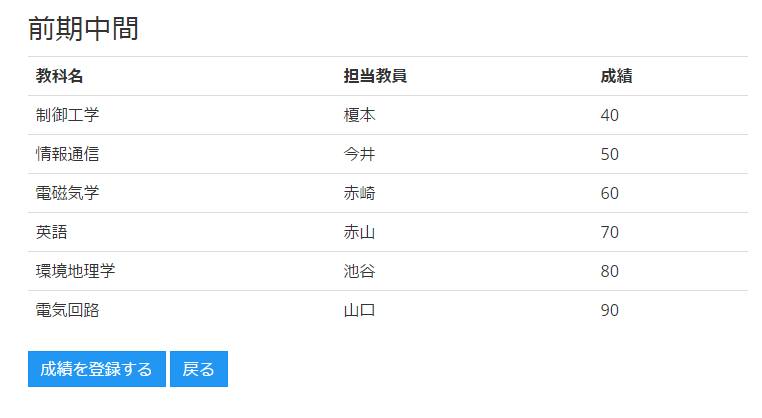 前期中間
教科名 担当教員 成績
制御工学 榎本 40
情報通信 今井 50
電磁気学 赤崎 60
英語 赤山 70
環境地理学 池谷 80
電気回路 山口 90
成績を登録する 戻る